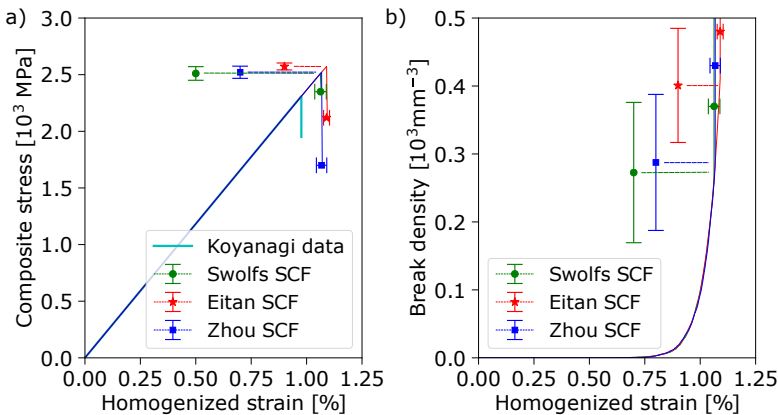 a)
Composite stress [10³ MPa]
3.0
2.5
2.0
1.5
1.0
0.5
0.0
0.00 0.25 0.50 0.75 1.00 1.25
Homogenized strain [%]
Koyanagi data
Swolfs SCF
Eitan SCF
Zhou SCF
b)
Break density [10³mm⁻³]
0.5
0.4
0.3
0.2
0.1
0.0
0.00 0.25 0.50 0.75 1.00 1.25
Homogenized strain [%]
Swolfs SCF
Eitan SCF
Zhou SCF